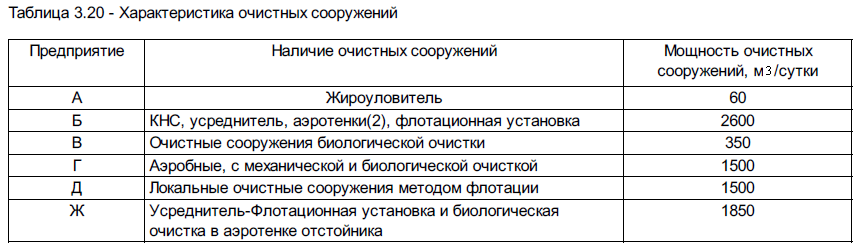 Таблица 3.20 - Характеристика очистных сооружений
Предприятие Наличие очистных сооружений Мощность очистных
сооружений, м3/сутки
А Жироуловитель 60
Б КНС, усреднитель, аэротенки(2), флотационная установка 2600
В Очистные сооружения биологической очистки 350
Г Аэробные, с механической и биологической очисткой 1500
Д Локальные очистные сооружения методом флотации 1500
Ж Усреднитель-Флотационная установка и биологическая 1850
очистка в аэротенке отстойника